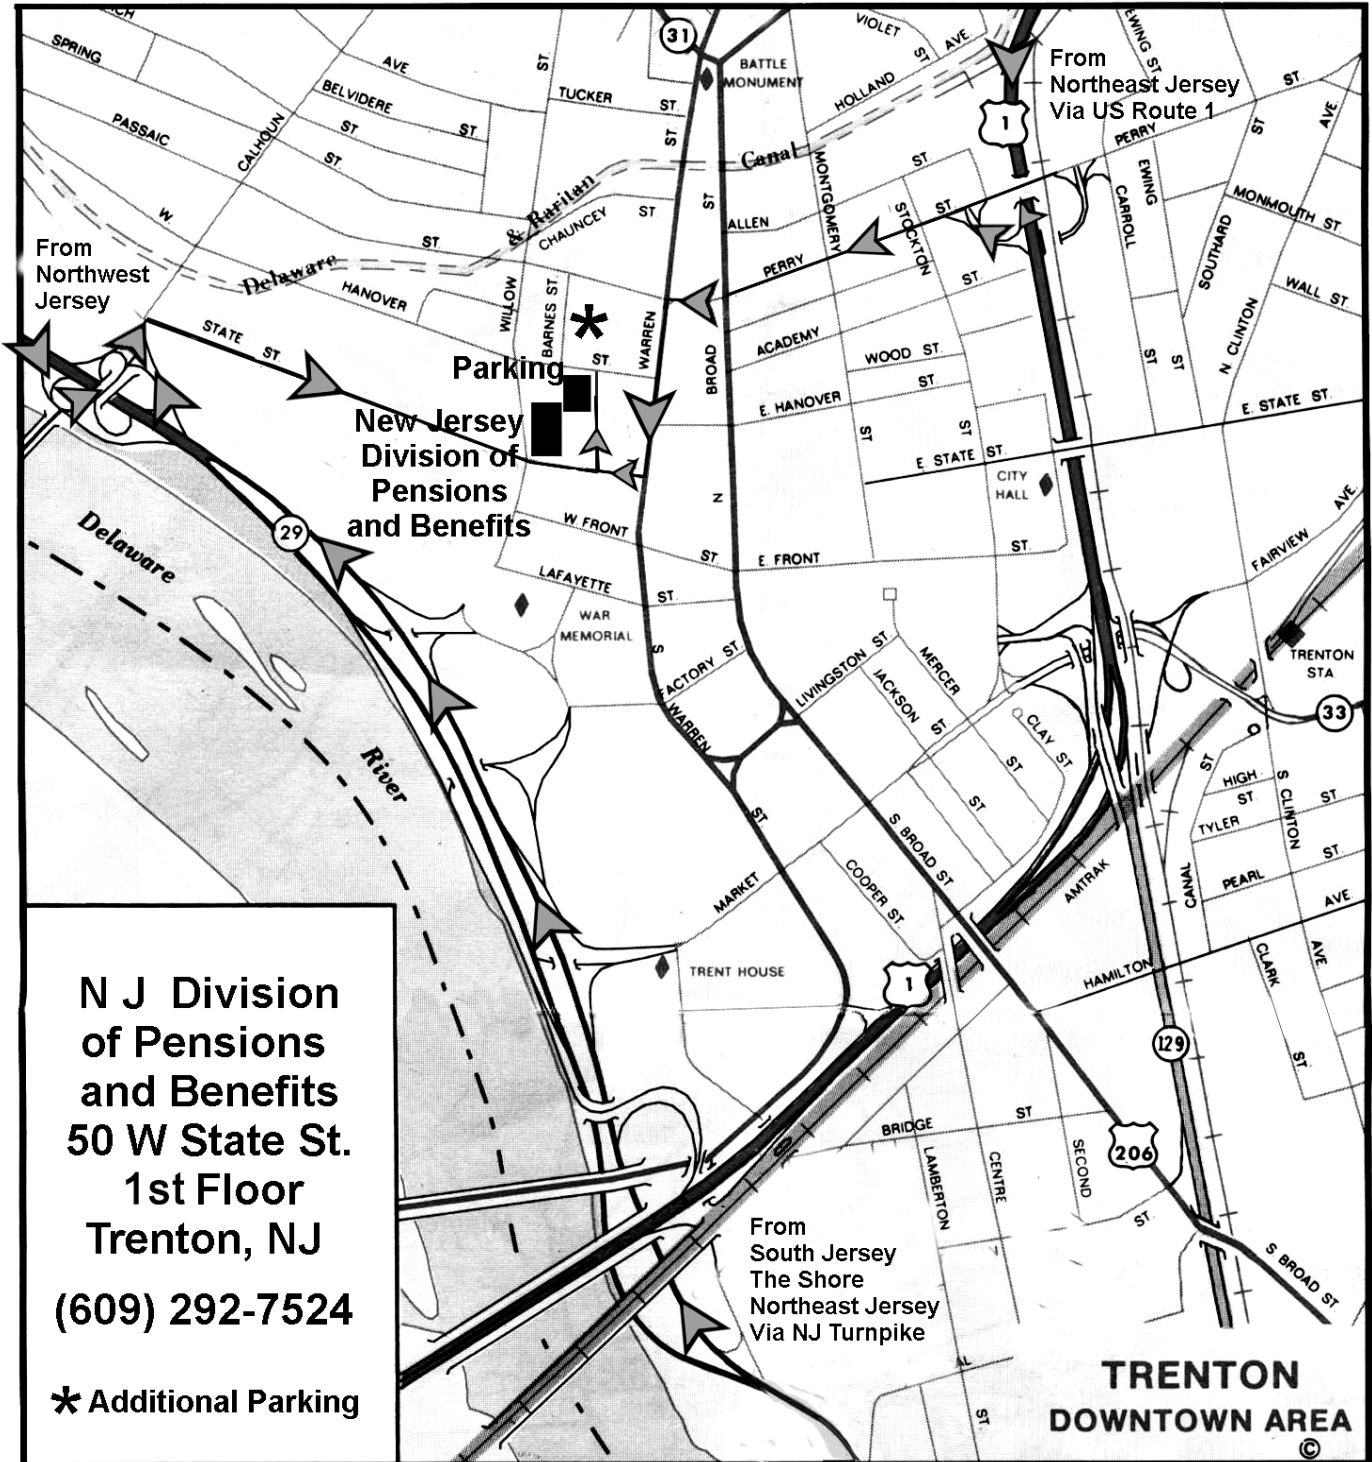 ICH
SPRING
AVE
ST.
31
BATTLE
MONUMENT
VIOLET
ST
AVE.
HOLLAND
From
Northeast Jersey
Via US Route 1
EWING ST
ST.
AVE.
ST
BELVIDERE
ST
ST.
TUCKER
ST.
ST.
PASSAIC
ST.
CALHOUN
1
PERRY
Canal
& Raritan
Delaware
CHAUNCEY
ST.
ST
ALLEN
ST
MONTGOMERY
STOCKTON
ST.
EWING
CARROLL
SOUTHARD
MONMOUTH ST.
W.
ST.
HANOVER
From
Northwest
Jersey
STATE ST
WILLOW
BARNES ST.
*
ST.
WARREN
PERRY
ST.
ACADEMY
WOOD ST.
ST.
BROAD
WALL ST.
N CLINTON
ST
ST
Parking
New Jersey
Division of
Pensions
and Benefits
E. HANOVER
ST
ST
E. STATE ST.
E STATE ST.
CITY
HALL
N
W. FRONT
ST.
E. FRONT
ST.
FAIRVIEW
AVE.
Delaware
River
29
LAFAYETTE
ST.
WAR
MEMORIAL
S
FACTORY ST
WARREN
ST.
LIVINGSTON ST.
MERCER
ST
JACKSON
ST
CLAY ST
ST
TRENTON
STA
33
HIGH
ST.
S CLINTON
ST.
TYLER
ST.
PEARL
AVE
CANAL
ST
S BROAD ST
MARKET
COOPER ST.
AMTRAK
TRENT HOUSE
1
HAMILTON
CLARK
ST
AVE
129
BRIDGE
ST
LAMBERTON
CENTRE
SECOND
ST.
206
S BROAD ST
ST.
From
South Jersey
The Shore
Northeast Jersey
Via NJ Turnpike
N J Division
of Pensions
and Benefits
50 W State St.
1st Floor
Trenton, NJ
(609) 292-7524
* Additional Parking
TRENTON
DOWNTOWN AREA
©